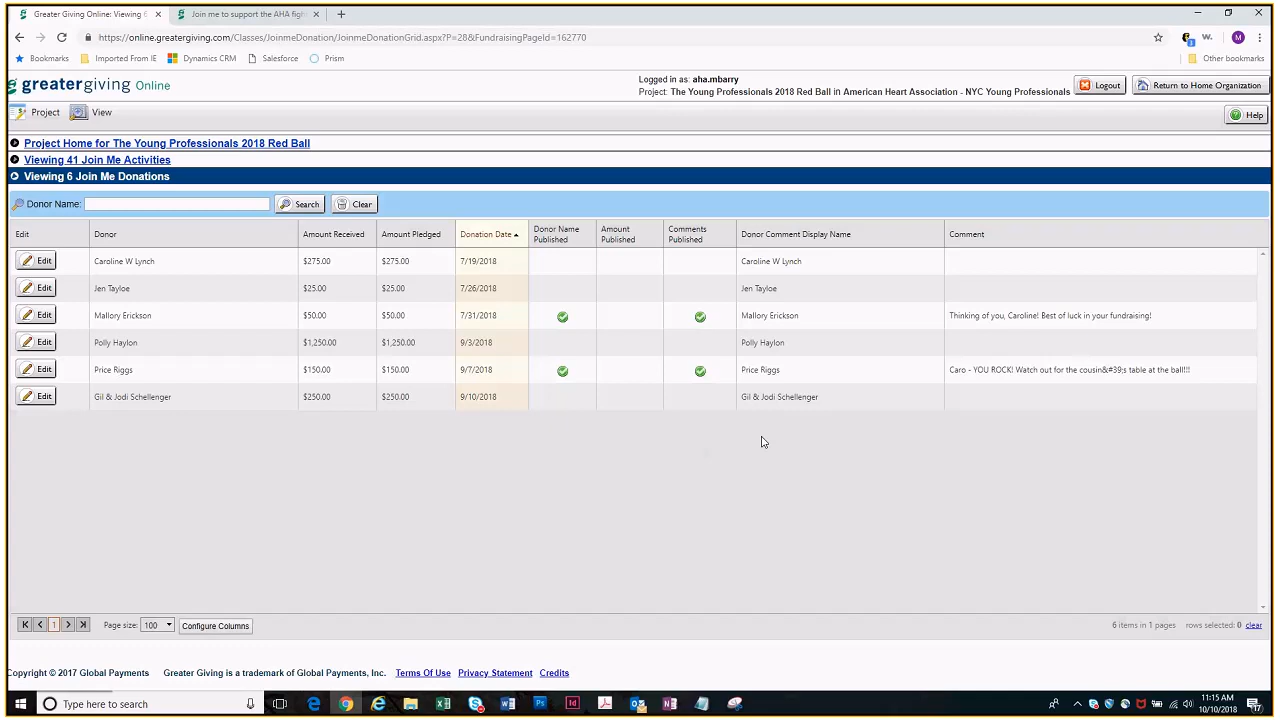 Greater Giving Online: Viewing 6
Join me to support the AHA figh
https://online.greatergiving.com/Classes/JoinmeDonation/JoinmeDonationGrid.aspx?P=28&FundraisingPageId=162770
Bookmarks Imported From IE Dynamics CRM Salesforce Prism Other bookmarks
greatergiving Online
Logged in as: aha.mbarry
Project: The Young Professionals 2018 Red Ball in American Heart Association - NYC Young Professionals
Logout Return to Home Organization
Project View Help
Project Home for The Young Professionals 2018 Red Ball
Viewing 41 Join Me Activities
Viewing 6 Join Me Donations
Donor Name: Search Clear
Edit Donor Amount Received Amount Pledged Donation Date Donor Name Published Amount Published Comments Published Donor Comment Display Name Comment
Edit Caroline W Lynch $275.00 $275.00 7/19/2018 Caroline W Lynch
Edit Jen Tayloe $25.00 $25.00 7/26/2018 Jen Tayloe
Edit Mallory Erickson $50.00 $50.00 7/31/2018 Mallory Erickson Thinking of you, Caroline! Best of luck in your fundraising!
Edit Polly Haylon $1,250.00 $1,250.00 9/3/2018 Polly Haylon
Edit Price Riggs $150.00 $150.00 9/7/2018 Price Riggs Caro - YOU ROCK! Watch out for the cousin&#39;s table at the ball!!!
Edit Gil & Jodi Schellenger $250.00 $250.00 9/10/2018 Gil & Jodi Schellenger
1 Page size: 100 Configure Columns 6 items in 1 pages rows selected: 0 clear
Copyright © 2017 Global Payments Greater Giving is a trademark of Global Payments, Inc. Terms Of Use Privacy Statement Credits
Type here to search
11:15 AM
10/10/2018
17